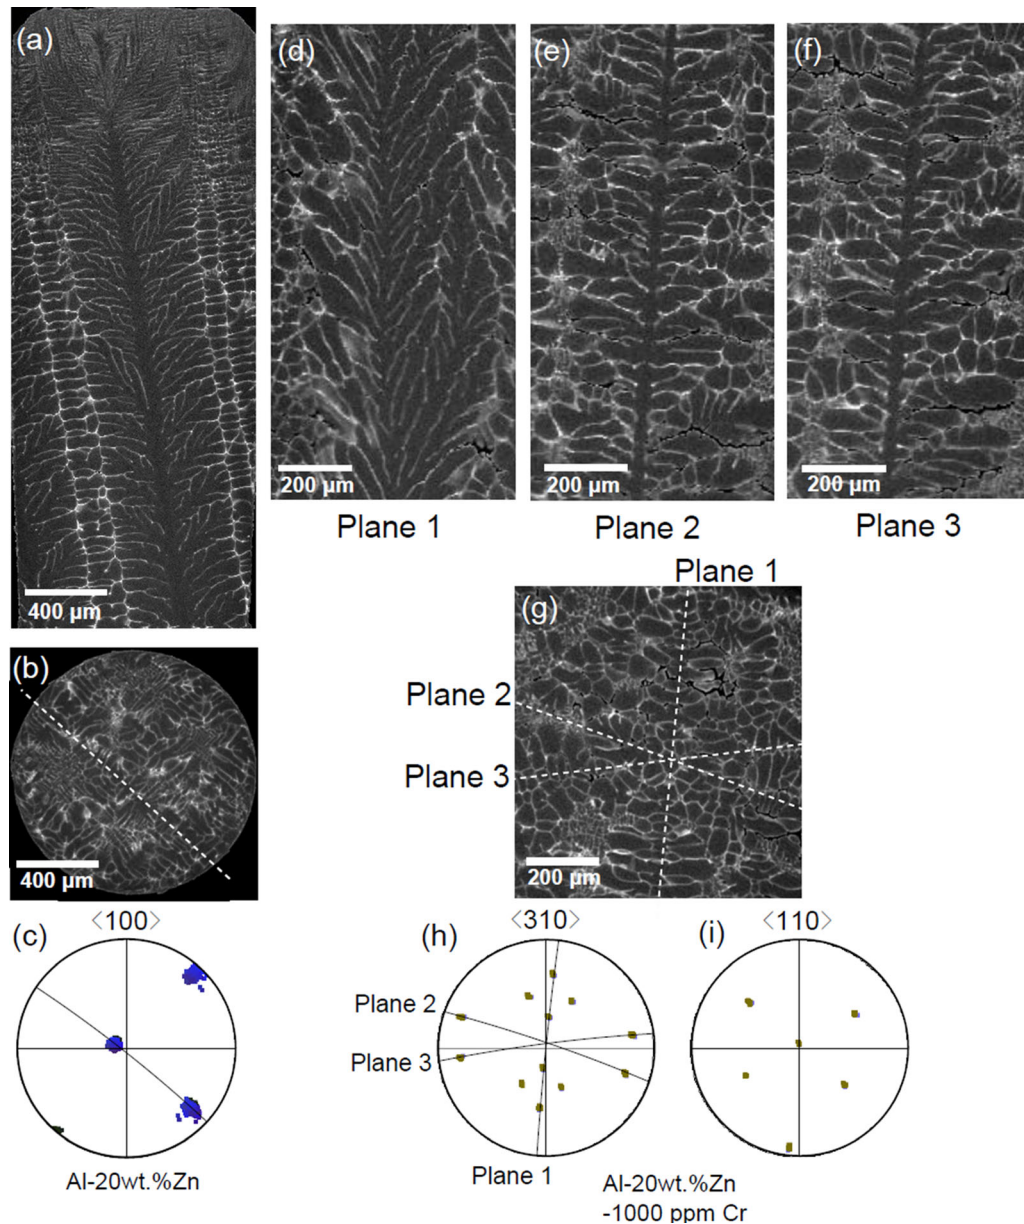 (a)
400 µm
(b)
400 µm
(c)
〈100〉
Al-20wt.%Zn
(d)
200 µm
Plane 1
(e)
200 µm
Plane 2
(f)
200 µm
Plane 3
(g)
Plane 1
Plane 2
Plane 3
200 µm
(h)
〈310〉
Plane 2
Plane 3
Plane 1
(i)
〈110〉
Al-20wt.%Zn
-1000 ppm Cr